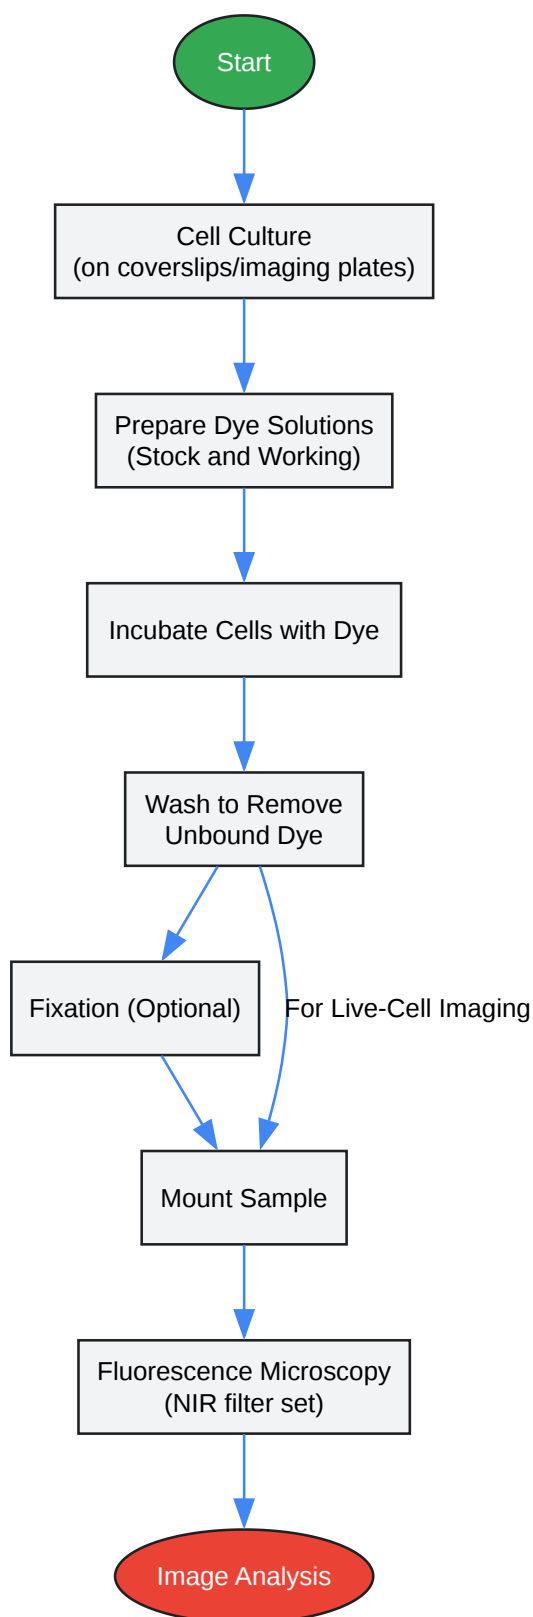 Start
Cell Culture
(on coverslips/imaging plates)
Prepare Dye Solutions
(Stock and Working)
Incubate Cells with Dye
Wash to Remove
Unbound Dye
Fixation (Optional)
For Live-Cell Imaging
Mount Sample
Fluorescence Microscopy
(NIR filter set)
Image Analysis